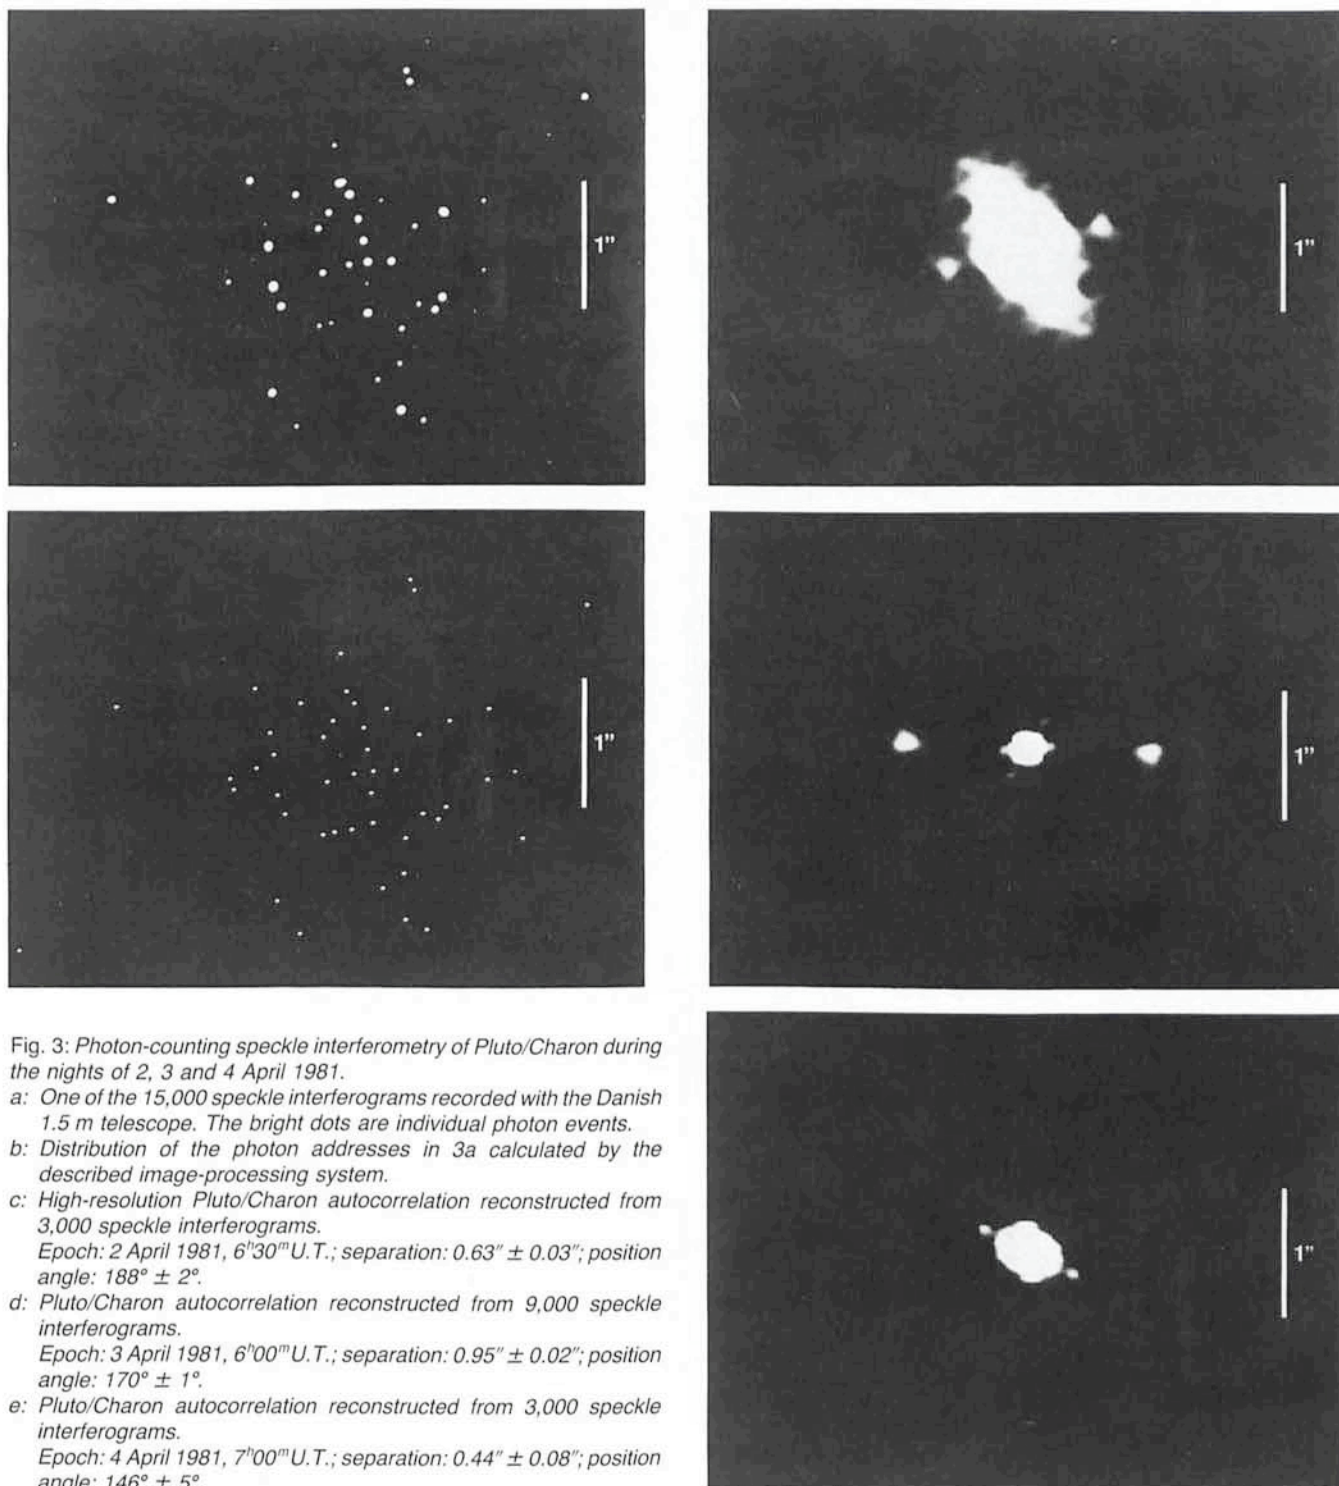 1"
1"
1"
1"
Fig. 3: Photon-counting speckle interferometry of Pluto/Charon during
the nights of 2, 3 and 4 April 1981.
a: One of the 15,000 speckle interferograms recorded with the Danish
1.5 m telescope. The bright dots are individual photon events.
b: Distribution of the photon addresses in 3a calculated by the
described image-processing system.
c: High-resolution Pluto/Charon autocorrelation reconstructed from
3,000 speckle interferograms.
Epoch: 2 April 1981, 6ʰ30ᵐ U.T.; separation: 0.63″ ± 0.03″; position
angle: 188° ± 2°.
d: Pluto/Charon autocorrelation reconstructed from 9,000 speckle
interferograms.
Epoch: 3 April 1981, 6ʰ00ᵐ U.T.; separation: 0.95″ ± 0.02″; position
angle: 170° ± 1°.
e: Pluto/Charon autocorrelation reconstructed from 3,000 speckle
interferograms.
Epoch: 4 April 1981, 7ʰ00ᵐ U.T.; separation: 0.44″ ± 0.08″; position
angle: 146° ± 5°
1"